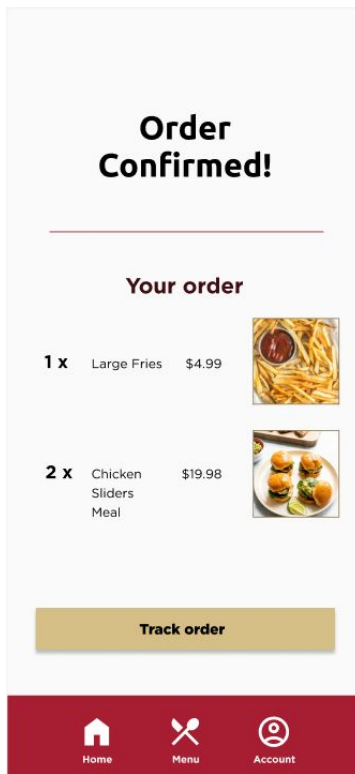 Order
Confirmed!
Your order
1 x Large Fries $4.99
2 x Chicken $19.98
Sliders
Meal
Track order
Home Menu Account